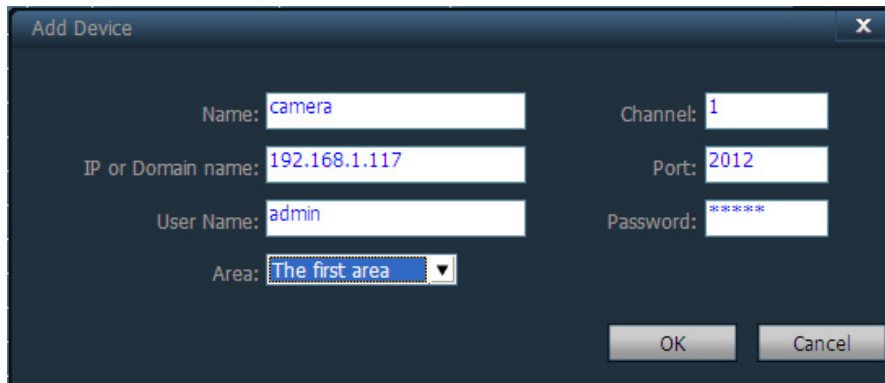 Add Device X
Name: camera Channel: 1
IP or Domain name: 192.168.1.117 Port: 2012
User Name: admin Password: *****
Area: The first area
OK Cancel